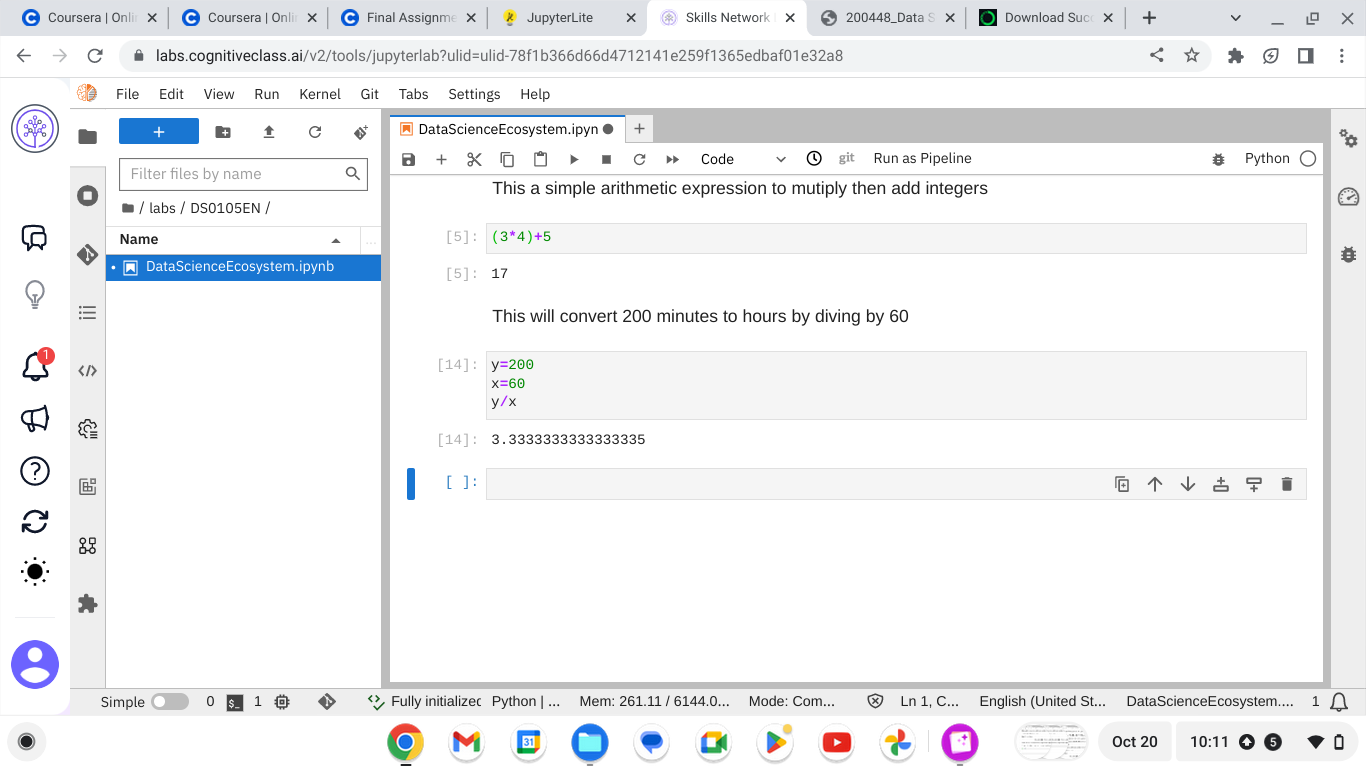 Coursera | Onli
Coursera | Onli
Final Assignme
JupyterLite
Skills Network
200448_Data S
Download Succ
labs.cognitiveclass.ai/v2/tools/jupyterlab?ulid=ulid-78f1b366d66d4712141e259f1365edbaf01e32a8
File Edit View Run Kernel Git Tabs Settings Help
DataScienceEcosystem.ipyn
Code
git
Run as Pipeline
Python
Filter files by name
/ labs / DS0105EN /
Name
...
DataScienceEcosystem.ipynb
1
This a simple arithmetic expression to mutiply then add integers
[5]: (3*4)+5
[5]: 17
This will convert 200 minutes to hours by diving by 60
[14]: y=200
x=60
y/x
[14]: 3.3333333333333335
[ ]:
Simple 0 $_ 1 Fully initialized Python | ... Mem: 261.11 / 6144.0... Mode: Com... Ln 1, C... English (United St... DataScienceEcosystem.... 1
31
Oct 20
10:11
5